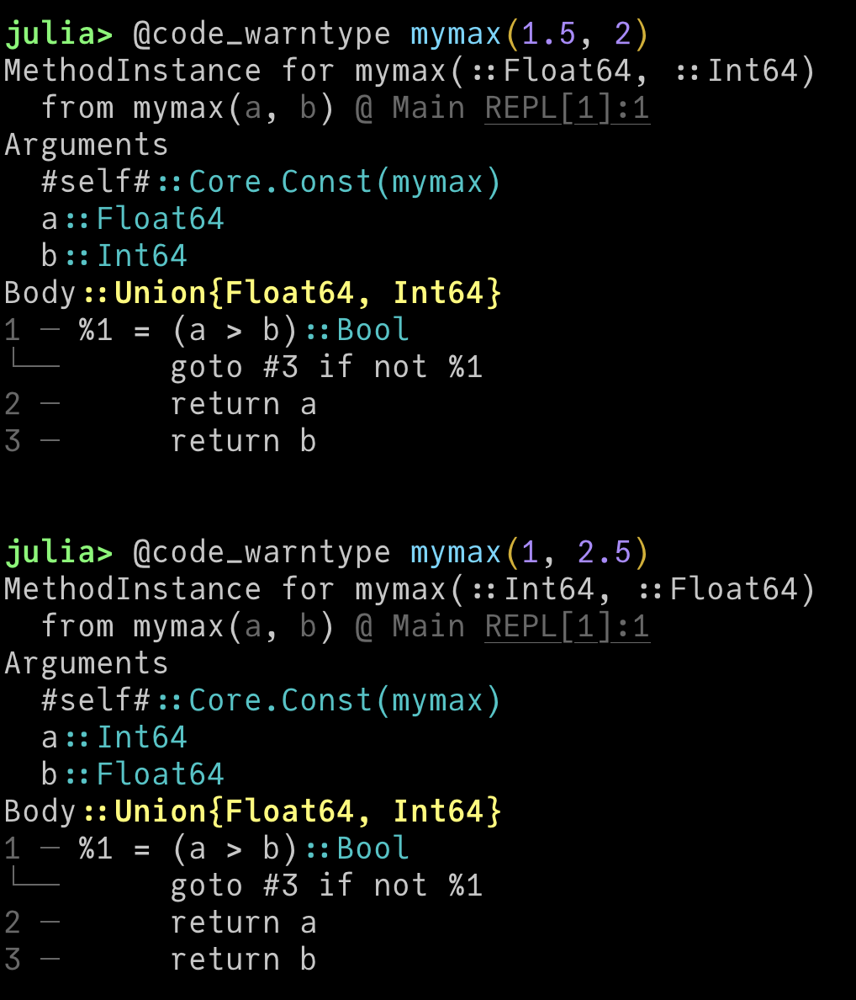 julia> @code_warntype mymax(1.5, 2)
MethodInstance for mymax(::Float64, ::Int64)
  from mymax(a, b) @ Main REPL[1]:1
Arguments
  #self#::Core.Const(mymax)
  a::Float64
  b::Int64
Body::Union{Float64, Int64}
1 ─ %1 = (a > b)::Bool
└──      goto #3 if not %1
2 ─      return a
3 ─      return b
julia> @code_warntype mymax(1, 2.5)
MethodInstance for mymax(::Int64, ::Float64)
  from mymax(a, b) @ Main REPL[1]:1
Arguments
  #self#::Core.Const(mymax)
  a::Int64
  b::Float64
Body::Union{Float64, Int64}
1 ─ %1 = (a > b)::Bool
└──      goto #3 if not %1
2 ─      return a
3 ─      return b